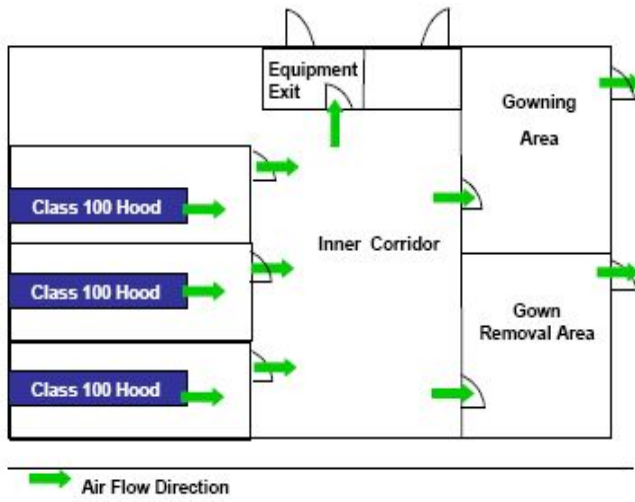 Equipment
Exit
Gowning
Area
Class 100 Hood
Inner Corridor
Class 100 Hood
Gown
Removal Area
Class 100 Hood
Air Flow Direction